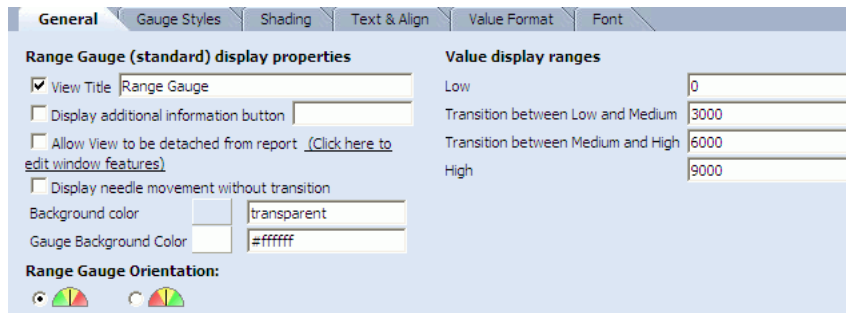 General Gauge Styles Shading Text & Align Value Format Font
Range Gauge (standard) display properties
View Title Range Gauge
Display additional information button
Allow View to be detached from report (Click here to
edit window features)
Display needle movement without transition
Background color transparent
Gauge Background Color #ffffff
Range Gauge Orientation:
Value display ranges
Low 0
Transition between Low and Medium 3000
Transition between Medium and High 6000
High 9000